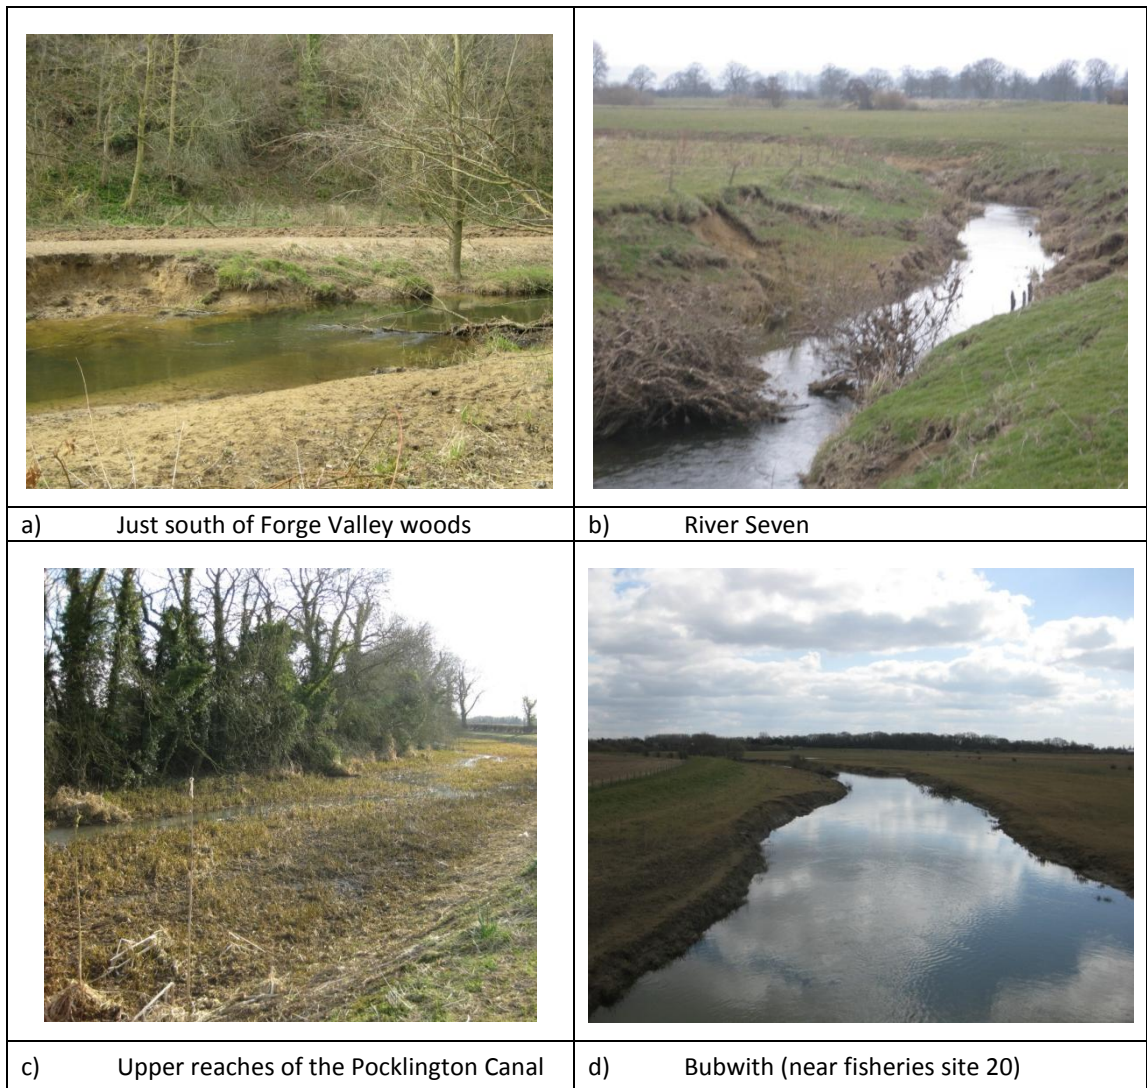 a) Just south of Forge Valley woods
b) River Seven
c) Upper reaches of the Pocklington Canal
d) Bubwith (near fisheries site 20)